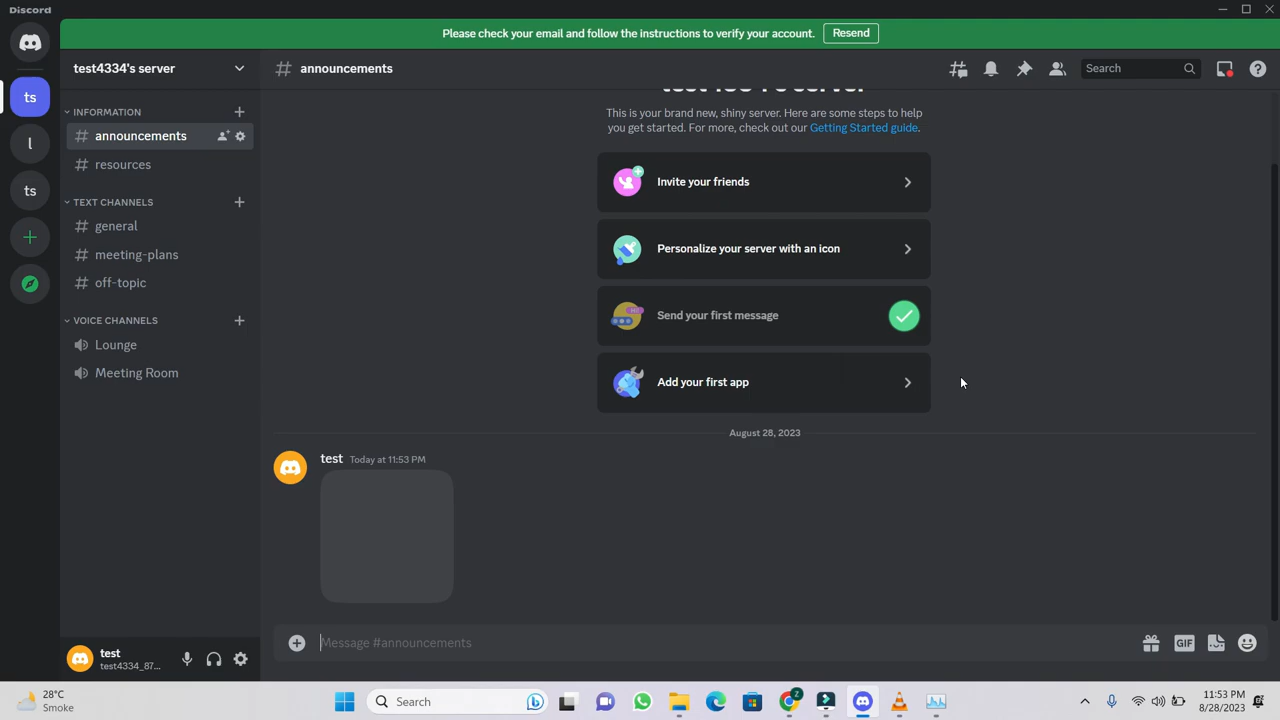 Discord
Please check your email and follow the instructions to verify your account.
Resend
ts
l
ts
test4334's server
INFORMATION
announcements
resources
TEXT CHANNELS
general
meeting-plans
off-topic
VOICE CHANNELS
Lounge
Meeting Room
test
test4334_87...
announcements
Search
This is your brand new, shiny server. Here are some steps to help
you get started. For more, check out our Getting Started guide.
Invite your friends
Personalize your server with an icon
Send your first message
Add your first app
August 28, 2023
test Today at 11:53 PM
Message #announcements
GIF
28°C
Smoke
Search
Z
11:53 PM
8/28/2023